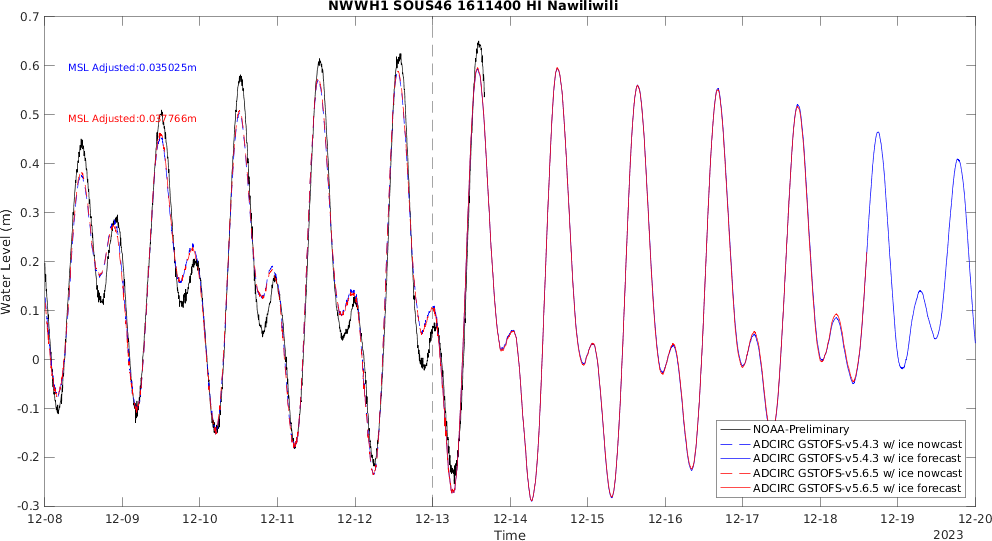 NWWH1 SOUS46 1611400 HI Nawiliwili
0.7
0.6
0.5
0.4
0.3
0.2
0.1
0
-0.1
-0.2
-0.3
Water Level (m)
MSL Adjusted:0.035025m
MSL Adjusted:0.037766m
NOAA-Preliminary
ADCIRC GSTOFS-v5.4.3 w/ ice nowcast
ADCIRC GSTOFS-v5.4.3 w/ ice forecast
ADCIRC GSTOFS-v5.6.5 w/ ice nowcast
ADCIRC GSTOFS-v5.6.5 w/ ice forecast
12-08 12-09 12-10 12-11 12-12 12-13 12-14 12-15 12-16 12-17 12-18 12-19 12-20
Time
2023